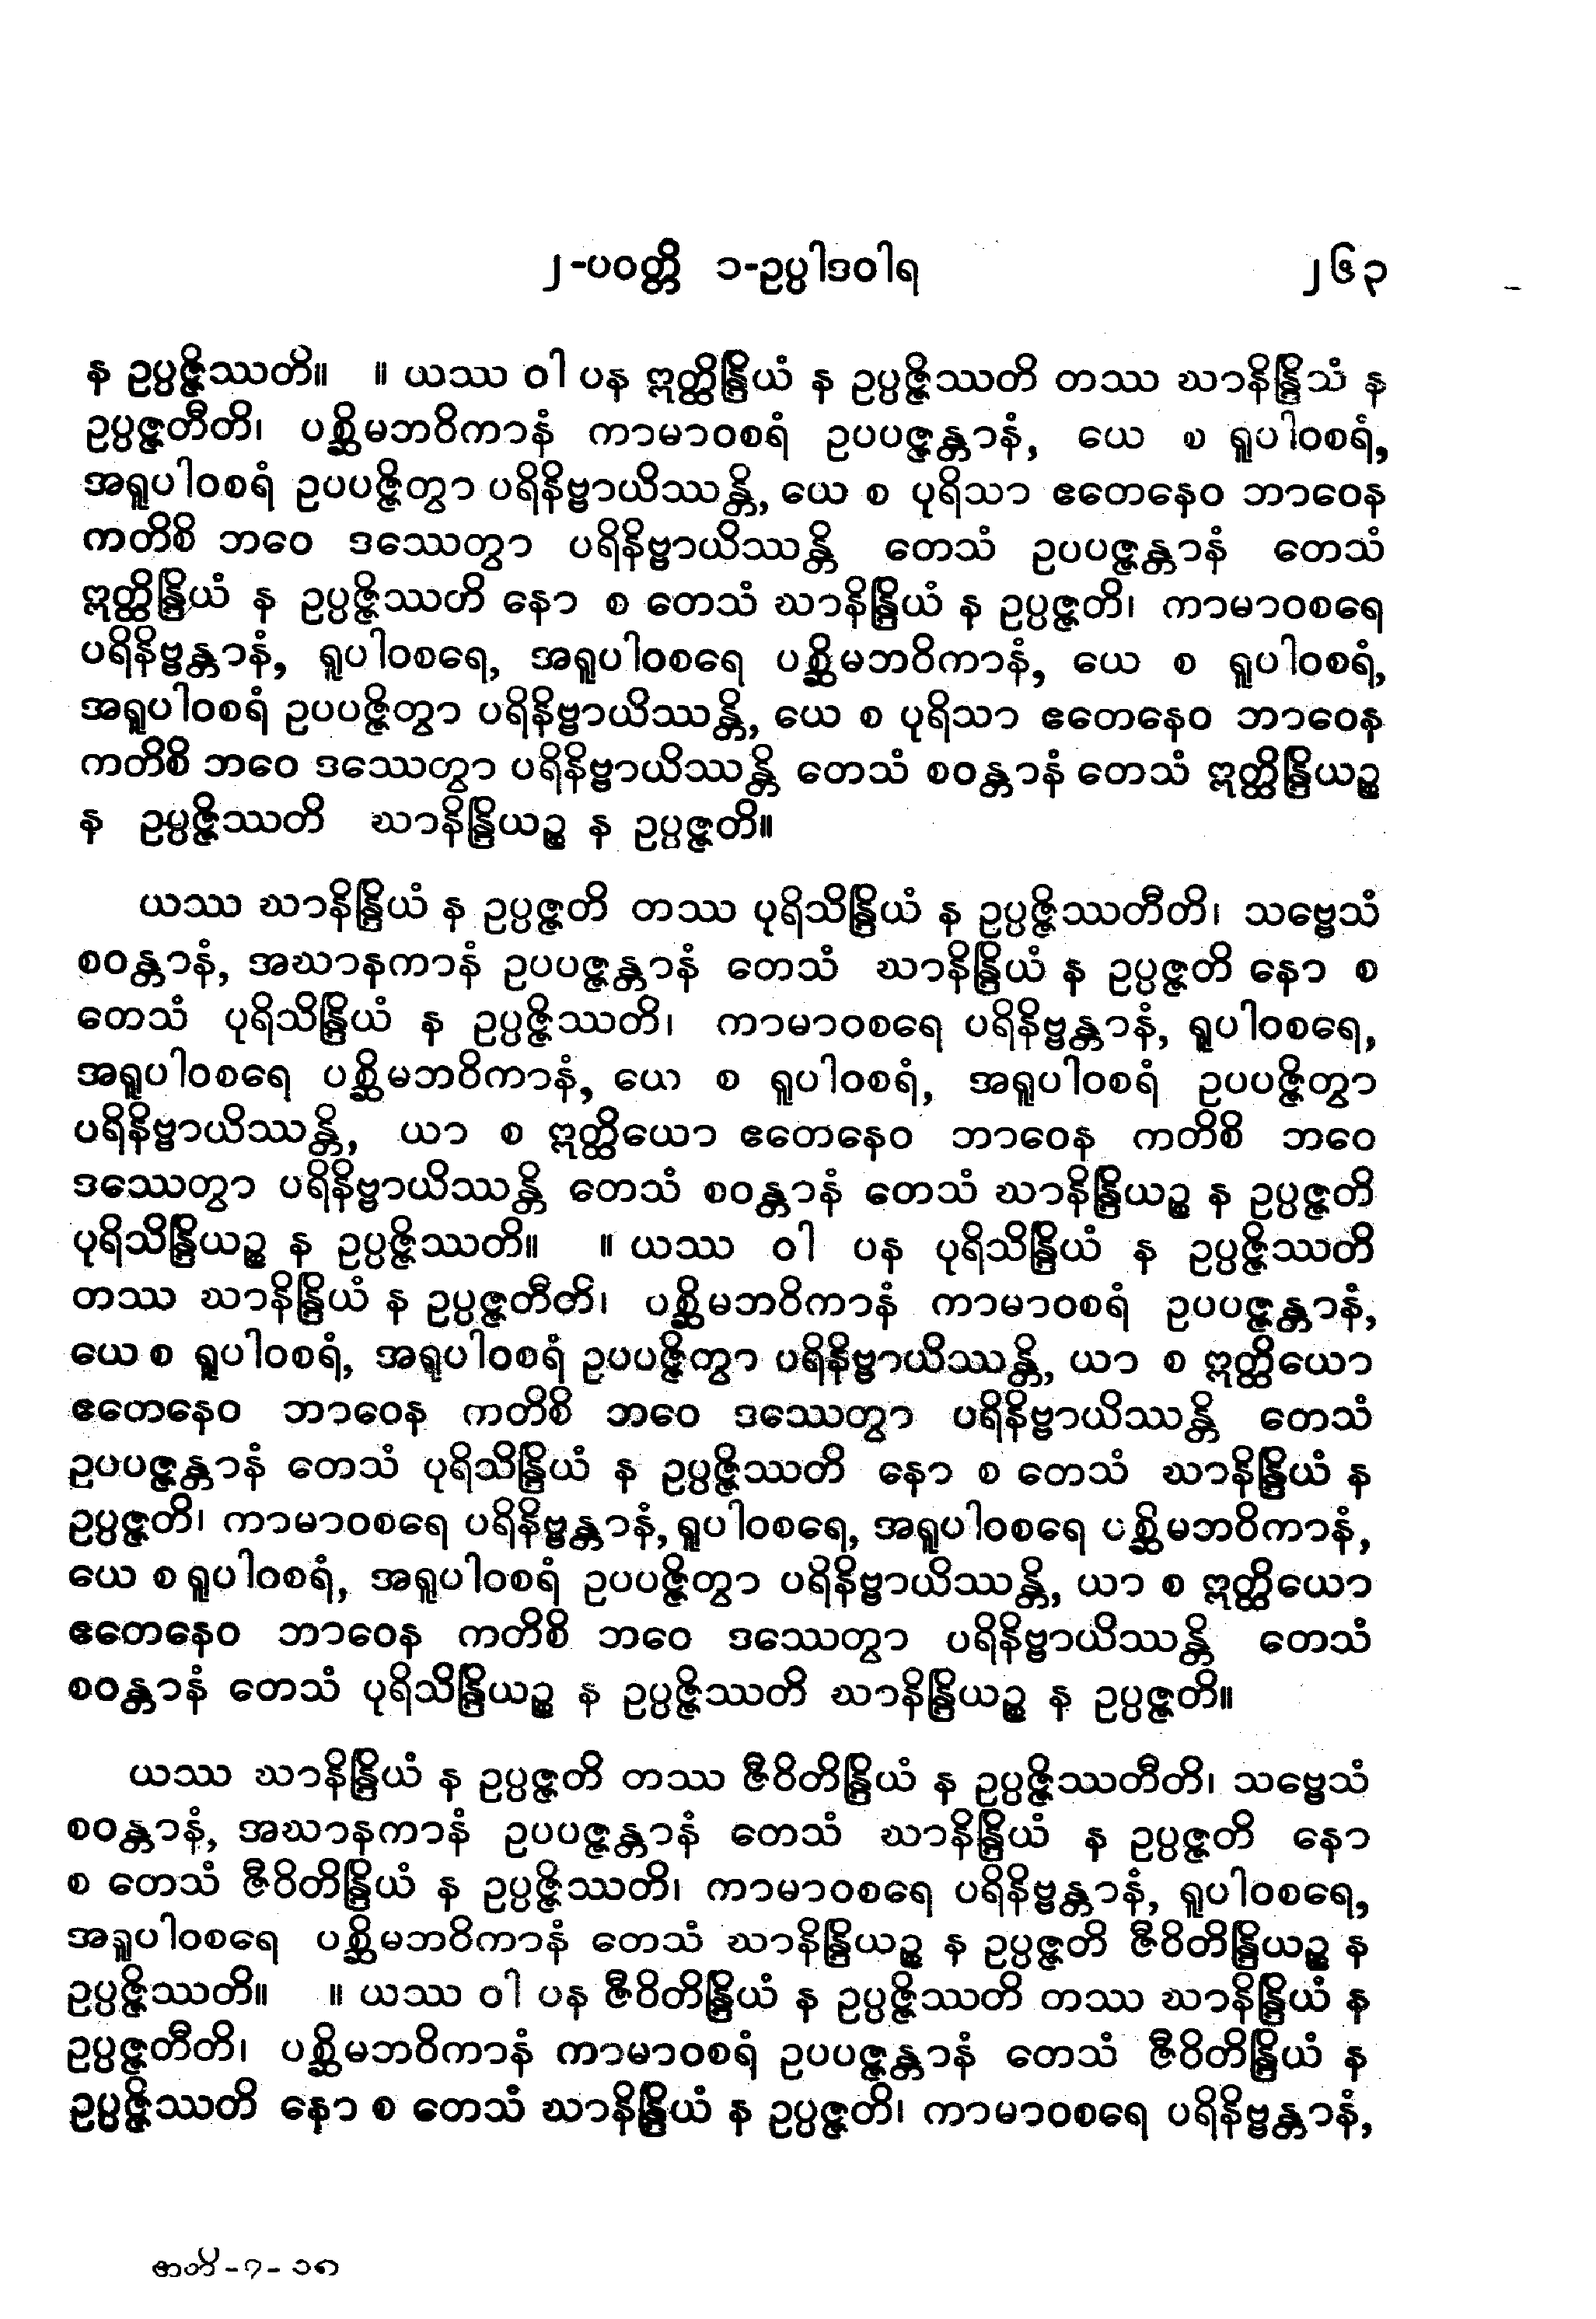 ၂-ပဝတ္တိ ၁-ဥပ္ပါဒဝါရ ၂၆၃
န ဥပ္ပဇ္ဇိဿတိ။ ။ ယဿ ဝါ ပန ဣတ္ထိန္ဒြိယံ န ဥပ္ပဇ္ဇိဿတိ တဿ ဃာနိန္ဒြိသံ န
ဥပ္ပဇ္ဇတီတိ၊ ပစ္ဆိမဘဝိကာနံ ကာမာဝစရံ ဥပပဇ္ဇန္တာနံ, ယေ စ ရူပါဝစရံ,
အရူပါဝစရံ ဥပပဇ္ဇိတွာ ပရိနိဗ္ဗာယိဿန္တိ, ယေ စ ပုရိသာ ဧတေနေဝ ဘာဝေန
ကတိစိ ဘဝေ ဒဿေတွာ ပရိနိဗ္ဗာယိဿန္တိ တေသံ ဥပပဇ္ဇန္တာနံ တေသံ
ဣတ္ထိန္ဒြိယံ န ဥပ္ပဇ္ဇိဿဟိ နော စ တေသံ ဃာနိန္ဒြိယံ န ဥပ္ပဇ္ဇတိ၊ ကာမာဝစရေ
ပရိနိဗ္ဗန္တာနံ, ရူပါဝစရေ, အရူပါဝစရေ ပစ္ဆိမဘဝိကာနံ, ယေ စ ရူပါဝစရံ,
အရူပါဝစရံ ဥပပဇ္ဇိတွာ ပရိနိဗ္ဗာယိဿန္တိ, ယေ စ ပုရိသာ ဧတေနေဝ ဘာဝေန
ကတိစိ ဘဝေ ဒဿေတွာ ပရိနိဗ္ဗာယိဿန္တိ တေသံ စဝန္တာနံ တေသံ ဣတ္ထိန္ဒြိယဉ္စ
န ဥပ္ပဇ္ဇိဿတိ ဃာနိန္ဒြိယဉ္စ န ဥပ္ပဇ္ဇတိ။
ယဿ ဃာနိန္ဒြိယံ န ဥပ္ပဇ္ဇတိ တဿ ပုရိသိန္ဒြိယံ န ဥပ္ပဇ္ဇိဿတီတိ၊ သဗ္ဗေသံ
စဝန္တာနံ, အဃာနကာနံ ဥပပဇ္ဇန္တာနံ တေသံ ဃာနိန္ဒြိယံ န ဥပ္ပဇ္ဇတိ နော စ
တေသံ ပုရိသိန္ဒြိယံ န ဥပ္ပဇ္ဇိဿတိ၊ ကာမာဝစရေ ပရိနိဗ္ဗန္တာနံ, ရူပါဝစရေ,
အရူပါဝစရေ ပစ္ဆိမဘဝိကာနံ, ယေ စ ရူပါဝစရံ, အရူပါဝစရံ ဥပပဇ္ဇိတွာ
ပရိနိဗ္ဗာယိဿန္တိ, ယာ စ ဣတ္ထိယော ဧတေနေဝ ဘာဝေန ကတိစိ ဘဝေ
ဒဿေတွာ ပရိနိဗ္ဗာယိဿန္တိ တေသံ စဝန္တာနံ တေသံ ဃာနိန္ဒြိယဉ္စ န ဥပ္ပဇ္ဇတိ
ပုရိသိန္ဒြိယဉ္စ န ဥပ္ပဇ္ဇိဿတိ။ ။ ယဿ ဝါ ပန ပုရိသိန္ဒြိယံ န ဥပ္ပဇ္ဇိဿတိ
တဿ ဃာနိန္ဒြိယံ န ဥပ္ပဇ္ဇတီတိ၊ ပစ္ဆိမဘဝိကာနံ ကာမာဝစရံ ဥပပဇ္ဇန္တာနံ,
ယေ စ ရူပါဝစရံ, အရူပါဝစရံ ဥပပဇ္ဇိတွာ ပရိနိဗ္ဗာယိဿန္တိ, ယာ စ ဣတ္ထိယော
ဧတေနေဝ ဘာဝေန ကတိစိ ဘဝေ ဒဿေတွာ ပရိနိဗ္ဗာယိဿန္တိ တေသံ
ဥပပဇ္ဇန္တာနံ တေသံ ပုရိသိန္ဒြိယံ န ဥပ္ပဇ္ဇိဿတိ နော စ တေသံ ဃာနိန္ဒြိယံ န
ဥပ္ပဇ္ဇတိ၊ ကာမာဝစရေ ပရိနိဗ္ဗန္တာနံ, ရူပါဝစရေ, အရူပါဝစရေ ပစ္ဆိမဘဝိကာနံ,
ယေ စ ရူပါဝစရံ, အရူပါဝစရံ ဥပပဇ္ဇိတွာ ပရိနိဗ္ဗာယိဿန္တိ, ယာ စ ဣတ္ထိယော
ဧတေနေဝ ဘာဝေန ကတိစိ ဘဝေ ဒဿေတွာ ပရိနိဗ္ဗာယိဿန္တိ တေသံ
စဝန္တာနံ တေသံ ပုရိသိန္ဒြိယဉ္စ န ဥပ္ပဇ္ဇိဿတိ ဃာနိန္ဒြိယဉ္စ န ဥပ္ပဇ္ဇတိ။
ယဿ ဃာနိန္ဒြိယံ န ဥပ္ပဇ္ဇတိ တဿ ဇီဝိတိန္ဒြိယံ န ဥပ္ပဇ္ဇိဿတီတိ၊ သဗ္ဗေသံ
စဝန္တာနံ, အဃာနကာနံ ဥပပဇ္ဇန္တာနံ တေသံ ဃာနိန္ဒြိယံ န ဥပ္ပဇ္ဇတိ နော
စ တေသံ ဇီဝိတိန္ဒြိယံ န ဥပ္ပဇ္ဇိဿတိ၊ ကာမာဝစရေ ပရိနိဗ္ဗန္တာနံ, ရူပါဝစရေ,
အရူပါဝစရေ ပစ္ဆိမဘဝိကာနံ တေသံ ဃာနိန္ဒြိယဉ္စ န ဥပ္ပဇ္ဇတိ ဇီဝိတိန္ဒြိယဉ္စ န
ဥပ္ပဇ္ဇိဿတိ။ ။ ယဿ ဝါ ပန ဇီဝိတိန္ဒြိယံ န ဥပ္ပဇ္ဇိဿတိ တဿ ဃာနိန္ဒြိယံ န
ဥပ္ပဇ္ဇတီတိ၊ ပစ္ဆိမဘဝိကာနံ ကာမာဝစရံ ဥပပဇ္ဇန္တာနံ တေသံ ဇီဝိတိန္ဒြိယံ န
ဥပ္ပဇ္ဇိဿတိ နော စ တေသံ ဃာနိန္ဒြိယံ န ဥပ္ပဇ္ဇတိ၊ ကာမာဝစရေ ပရိနိဗ္ဗန္တာနံ,
၇-၁၈